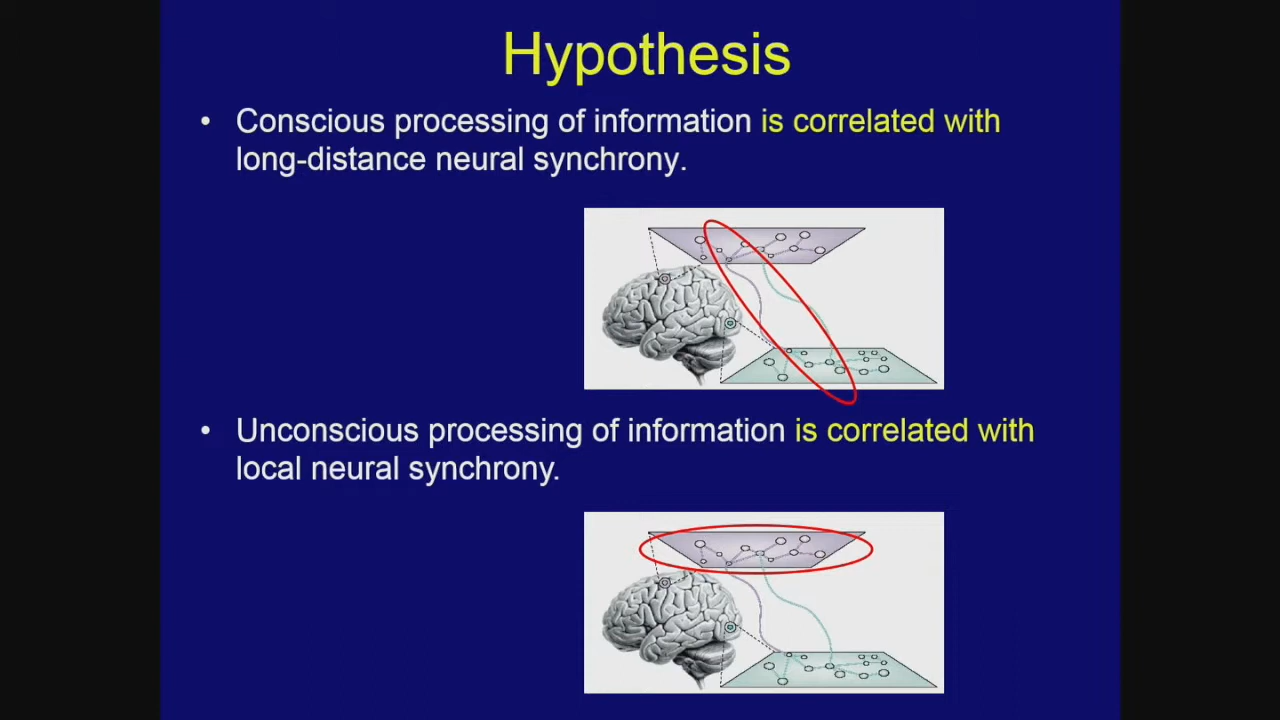 Hypothesis
• Conscious processing of information is correlated with
long-distance neural synchrony.
• Unconscious processing of information is correlated with
local neural synchrony.